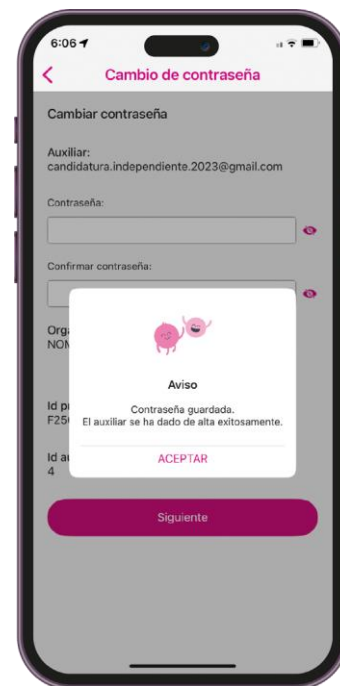 6:06
Cambio de contraseña
Cambiar contraseña
Auxiliar:
candidatura.independiente.2023@gmail.com
Contraseña:
Confirmar contraseña:
Aviso
Contraseña guardada.
El auxiliar se ha dado de alta exitosamente.
ACEPTAR
4
Siguiente